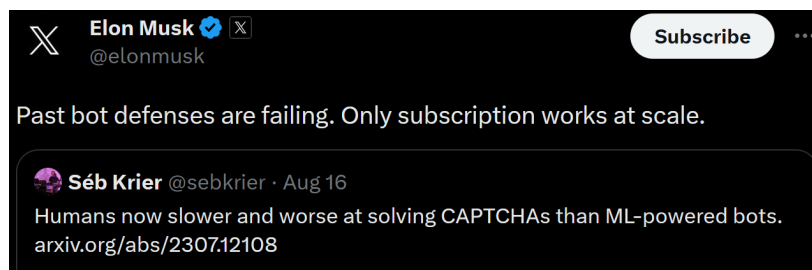 Elon Musk
@elonmusk
Subscribe
Past bot defenses are failing. Only subscription works at scale.
Séb Krier @sebkrier · Aug 16
Humans now slower and worse at solving CAPTCHAs than ML-powered bots.
arxiv.org/abs/2307.12108